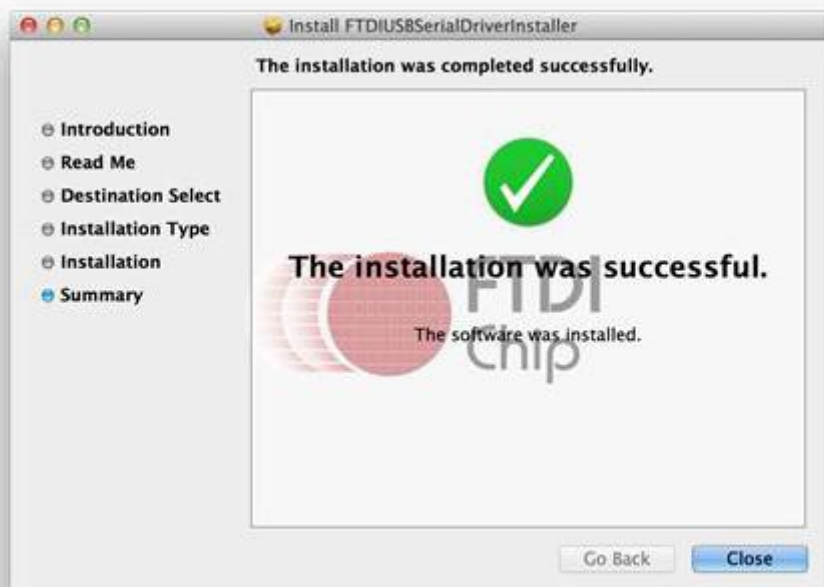 Install FTDIUSBSerialDriverInstaller
The installation was completed successfully.
Introduction
Read Me
Destination Select
Installation Type
Installation
Summary
The installation was successful.
FTDI
The software was installed.
Chip
Go Back
Close